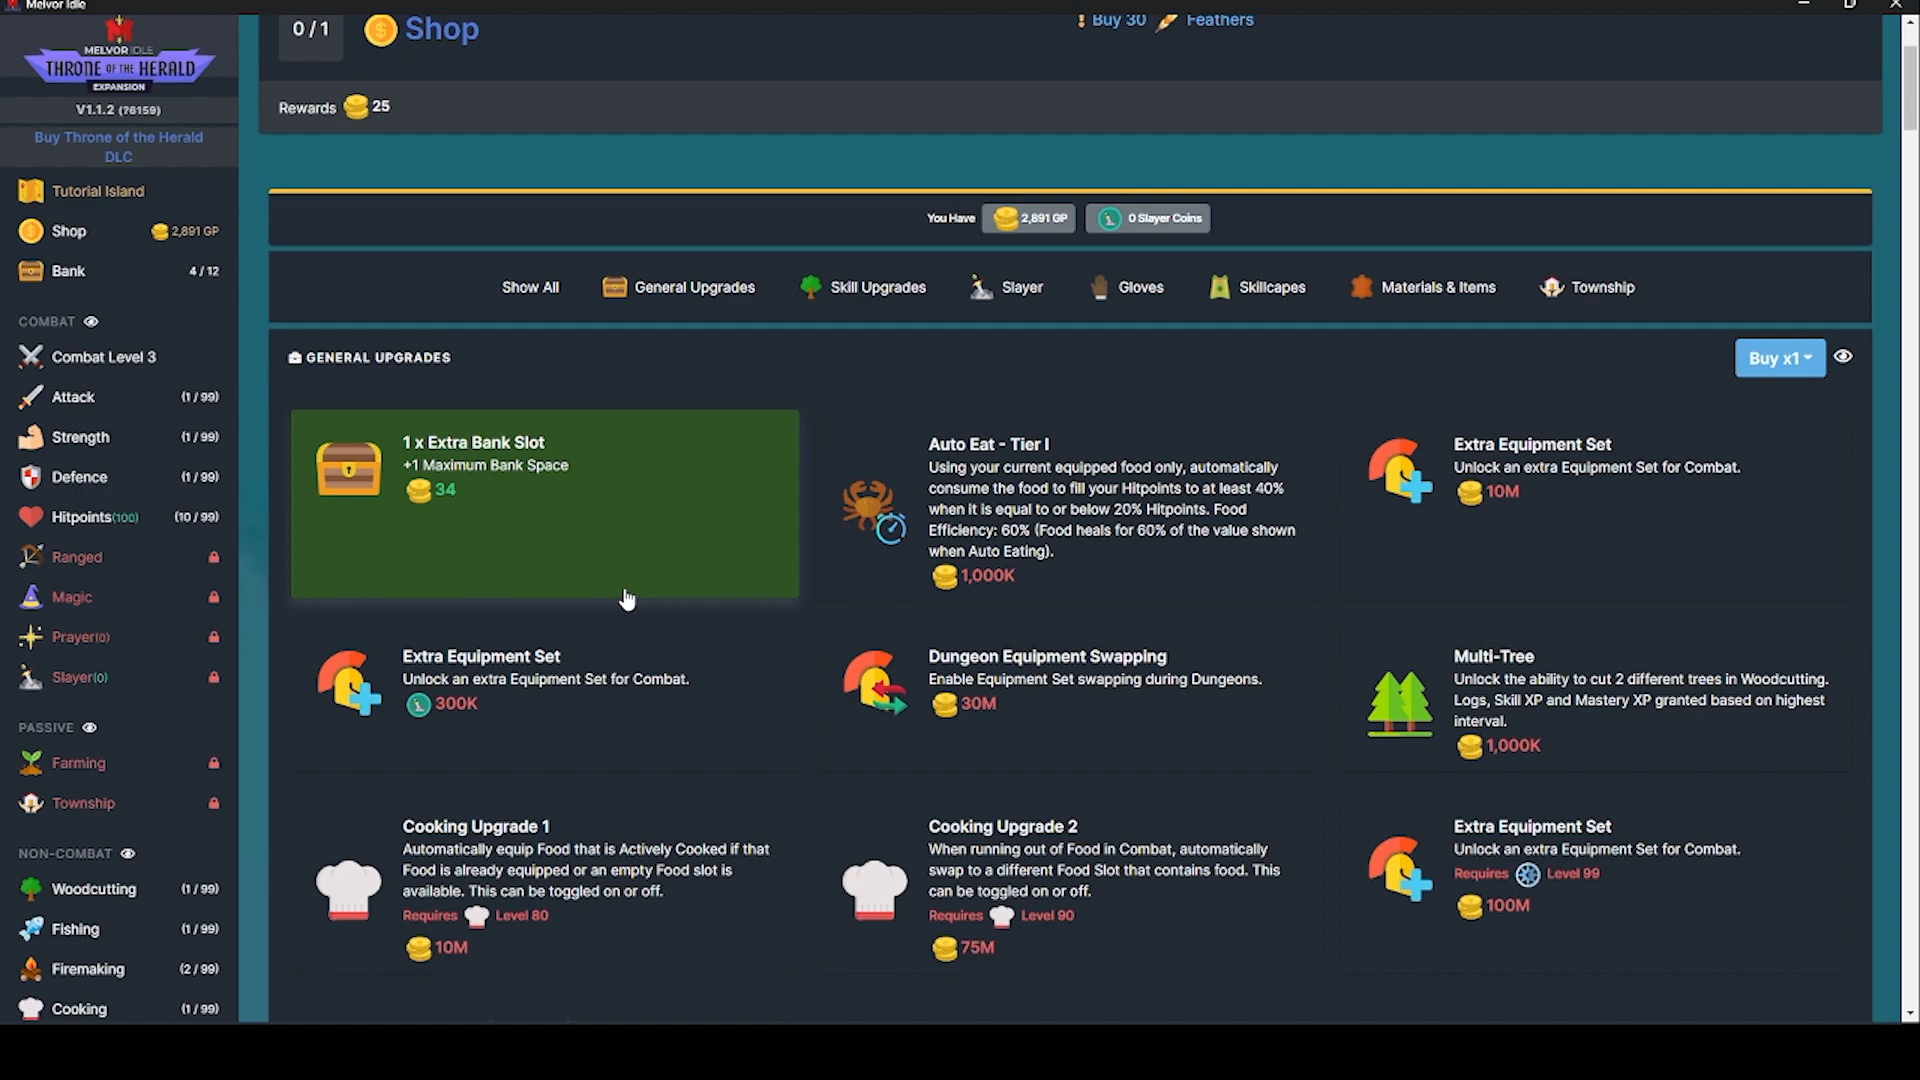 Melvor Idle
MELVOR IDLE
THRONE OF THE HERALD
EXPANSION
V1.1.2 (?6159)
Buy Throne of the Herald
DLC
Tutorial Island
Shop 2,891 GP
Bank 4 / 12
COMBAT
Combat Level 3
Attack (1 / 99)
Strength (1 / 99)
Defence (1 / 99)
Hitpoints(100) (10 / 99)
Ranged
Magic
Prayer(0)
Slayer(0)
PASSIVE
Farming
Township
NON-COMBAT
Woodcutting (1 / 99)
Fishing (1 / 99)
Firemaking (2 / 99)
Cooking (1 / 99)
0 / 1 Shop
Buy 30 Feathers
Rewards 25
You Have 2,891 GP 0 Slayer Coins
Show All General Upgrades Skill Upgrades Slayer Gloves Skillcapes Materials & Items Township
GENERAL UPGRADES Buy x1
1 x Extra Bank Slot
+1 Maximum Bank Space
34
Auto Eat - Tier I
Using your current equipped food only, automatically
consume the food to fill your Hitpoints to at least 40%
when it is equal to or below 20% Hitpoints. Food
Efficiency: 60% (Food heals for 60% of the value shown
when Auto Eating).
1,000K
Extra Equipment Set
Unlock an extra Equipment Set for Combat.
10M
Extra Equipment Set
Unlock an extra Equipment Set for Combat.
300K
Dungeon Equipment Swapping
Enable Equipment Set swapping during Dungeons.
30M
Multi-Tree
Unlock the ability to cut 2 different trees in Woodcutting.
Logs, Skill XP and Mastery XP granted based on highest
interval.
1,000K
Cooking Upgrade 1
Automatically equip Food that is Actively Cooked if that
Food is already equipped or an empty Food slot is
available. This can be toggled on or off.
Requires Level 80
10M
Cooking Upgrade 2
When running out of Food in Combat, automatically
swap to a different Food Slot that contains food. This
can be toggled on or off.
Requires Level 90
75M
Extra Equipment Set
Unlock an extra Equipment Set for Combat.
Requires Level 99
100M